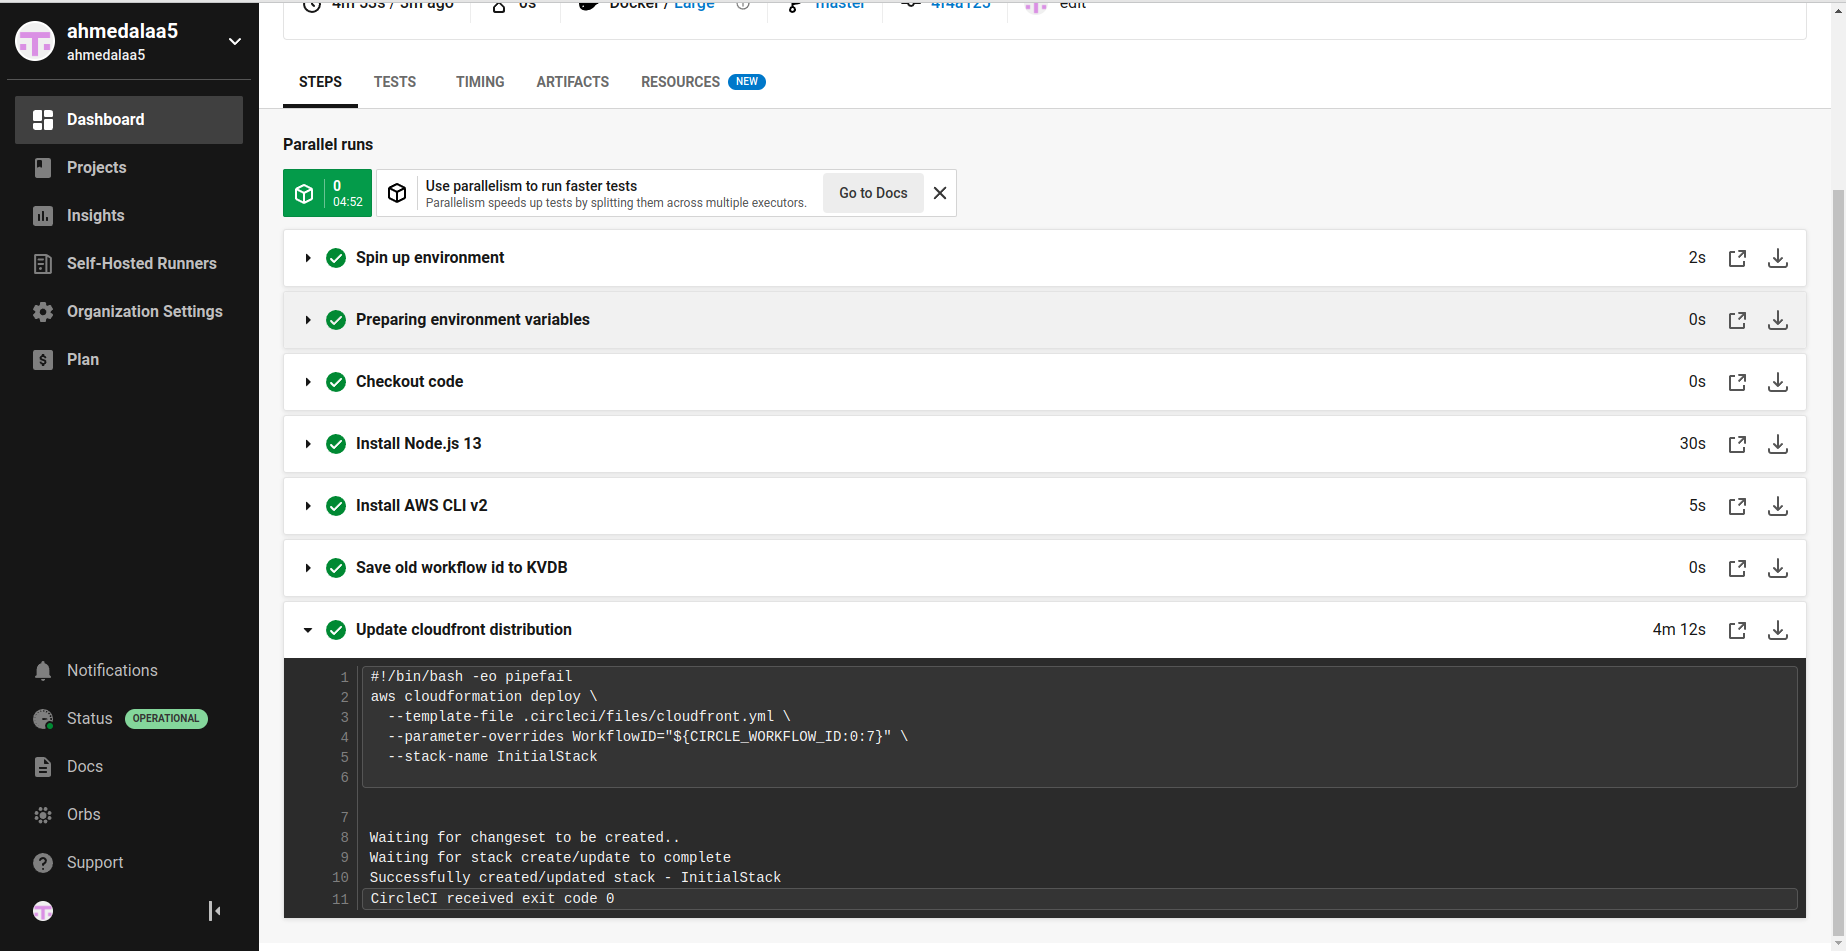 4m 53s / 5m ago
0s
Docker / Large
master
4f4a125
edit
ahmedalaa5
ahmedalaa5
Dashboard
Projects
Insights
Self-Hosted Runners
Organization Settings
Plan
Notifications
Status OPERATIONAL
Docs
Orbs
Support
STEPS TESTS TIMING ARTIFACTS RESOURCES NEW
Parallel runs
0
04:52
Use parallelism to run faster tests
Parallelism speeds up tests by splitting them across multiple executors.
Go to Docs
Spin up environment 2s
Preparing environment variables 0s
Checkout code 0s
Install Node.js 13 30s
Install AWS CLI v2 5s
Save old workflow id to KVDB 0s
Update cloudfront distribution 4m 12s
1 #!/bin/bash -eo pipefail
2 aws cloudformation deploy \
3 --template-file .circleci/files/cloudfront.yml \
4 --parameter-overrides WorkflowID="${CIRCLE_WORKFLOW_ID:0:7}" \
5 --stack-name InitialStack
6
7
8 Waiting for changeset to be created..
9 Waiting for stack create/update to complete
10 Successfully created/updated stack - InitialStack
11 CircleCI received exit code 0